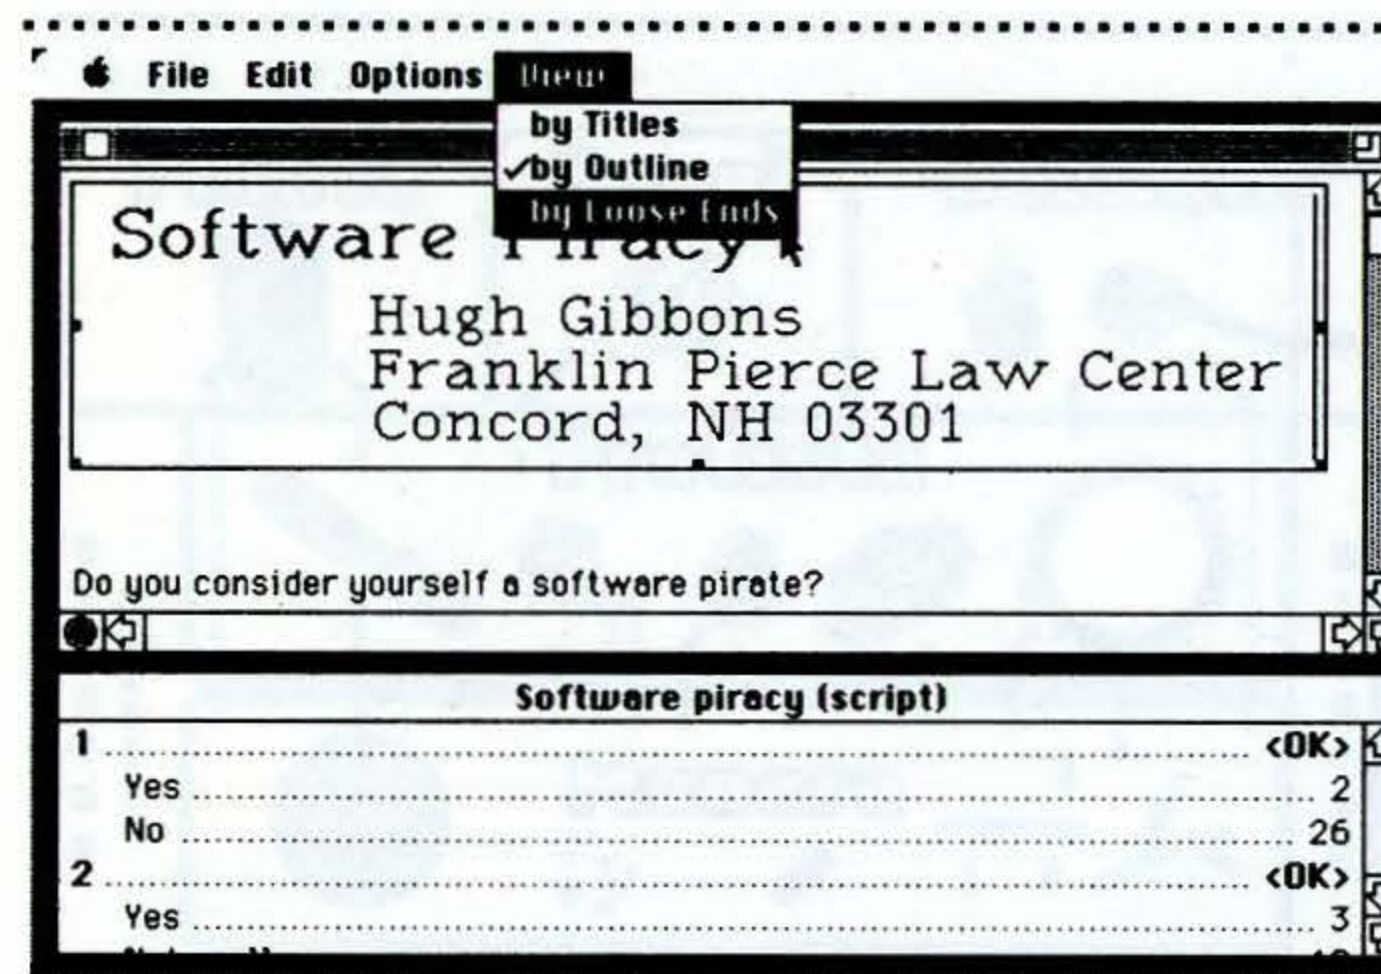 File Edit Options View
by Titles
✓by Outline
by Loose Ends
Software Piracy
Hugh Gibbons
Franklin Pierce Law Center
Concord, NH 03301
Do you consider yourself a software pirate?
Software piracy (script)
1 <OK>
Yes 2
No 26
2 <OK>
Yes 3